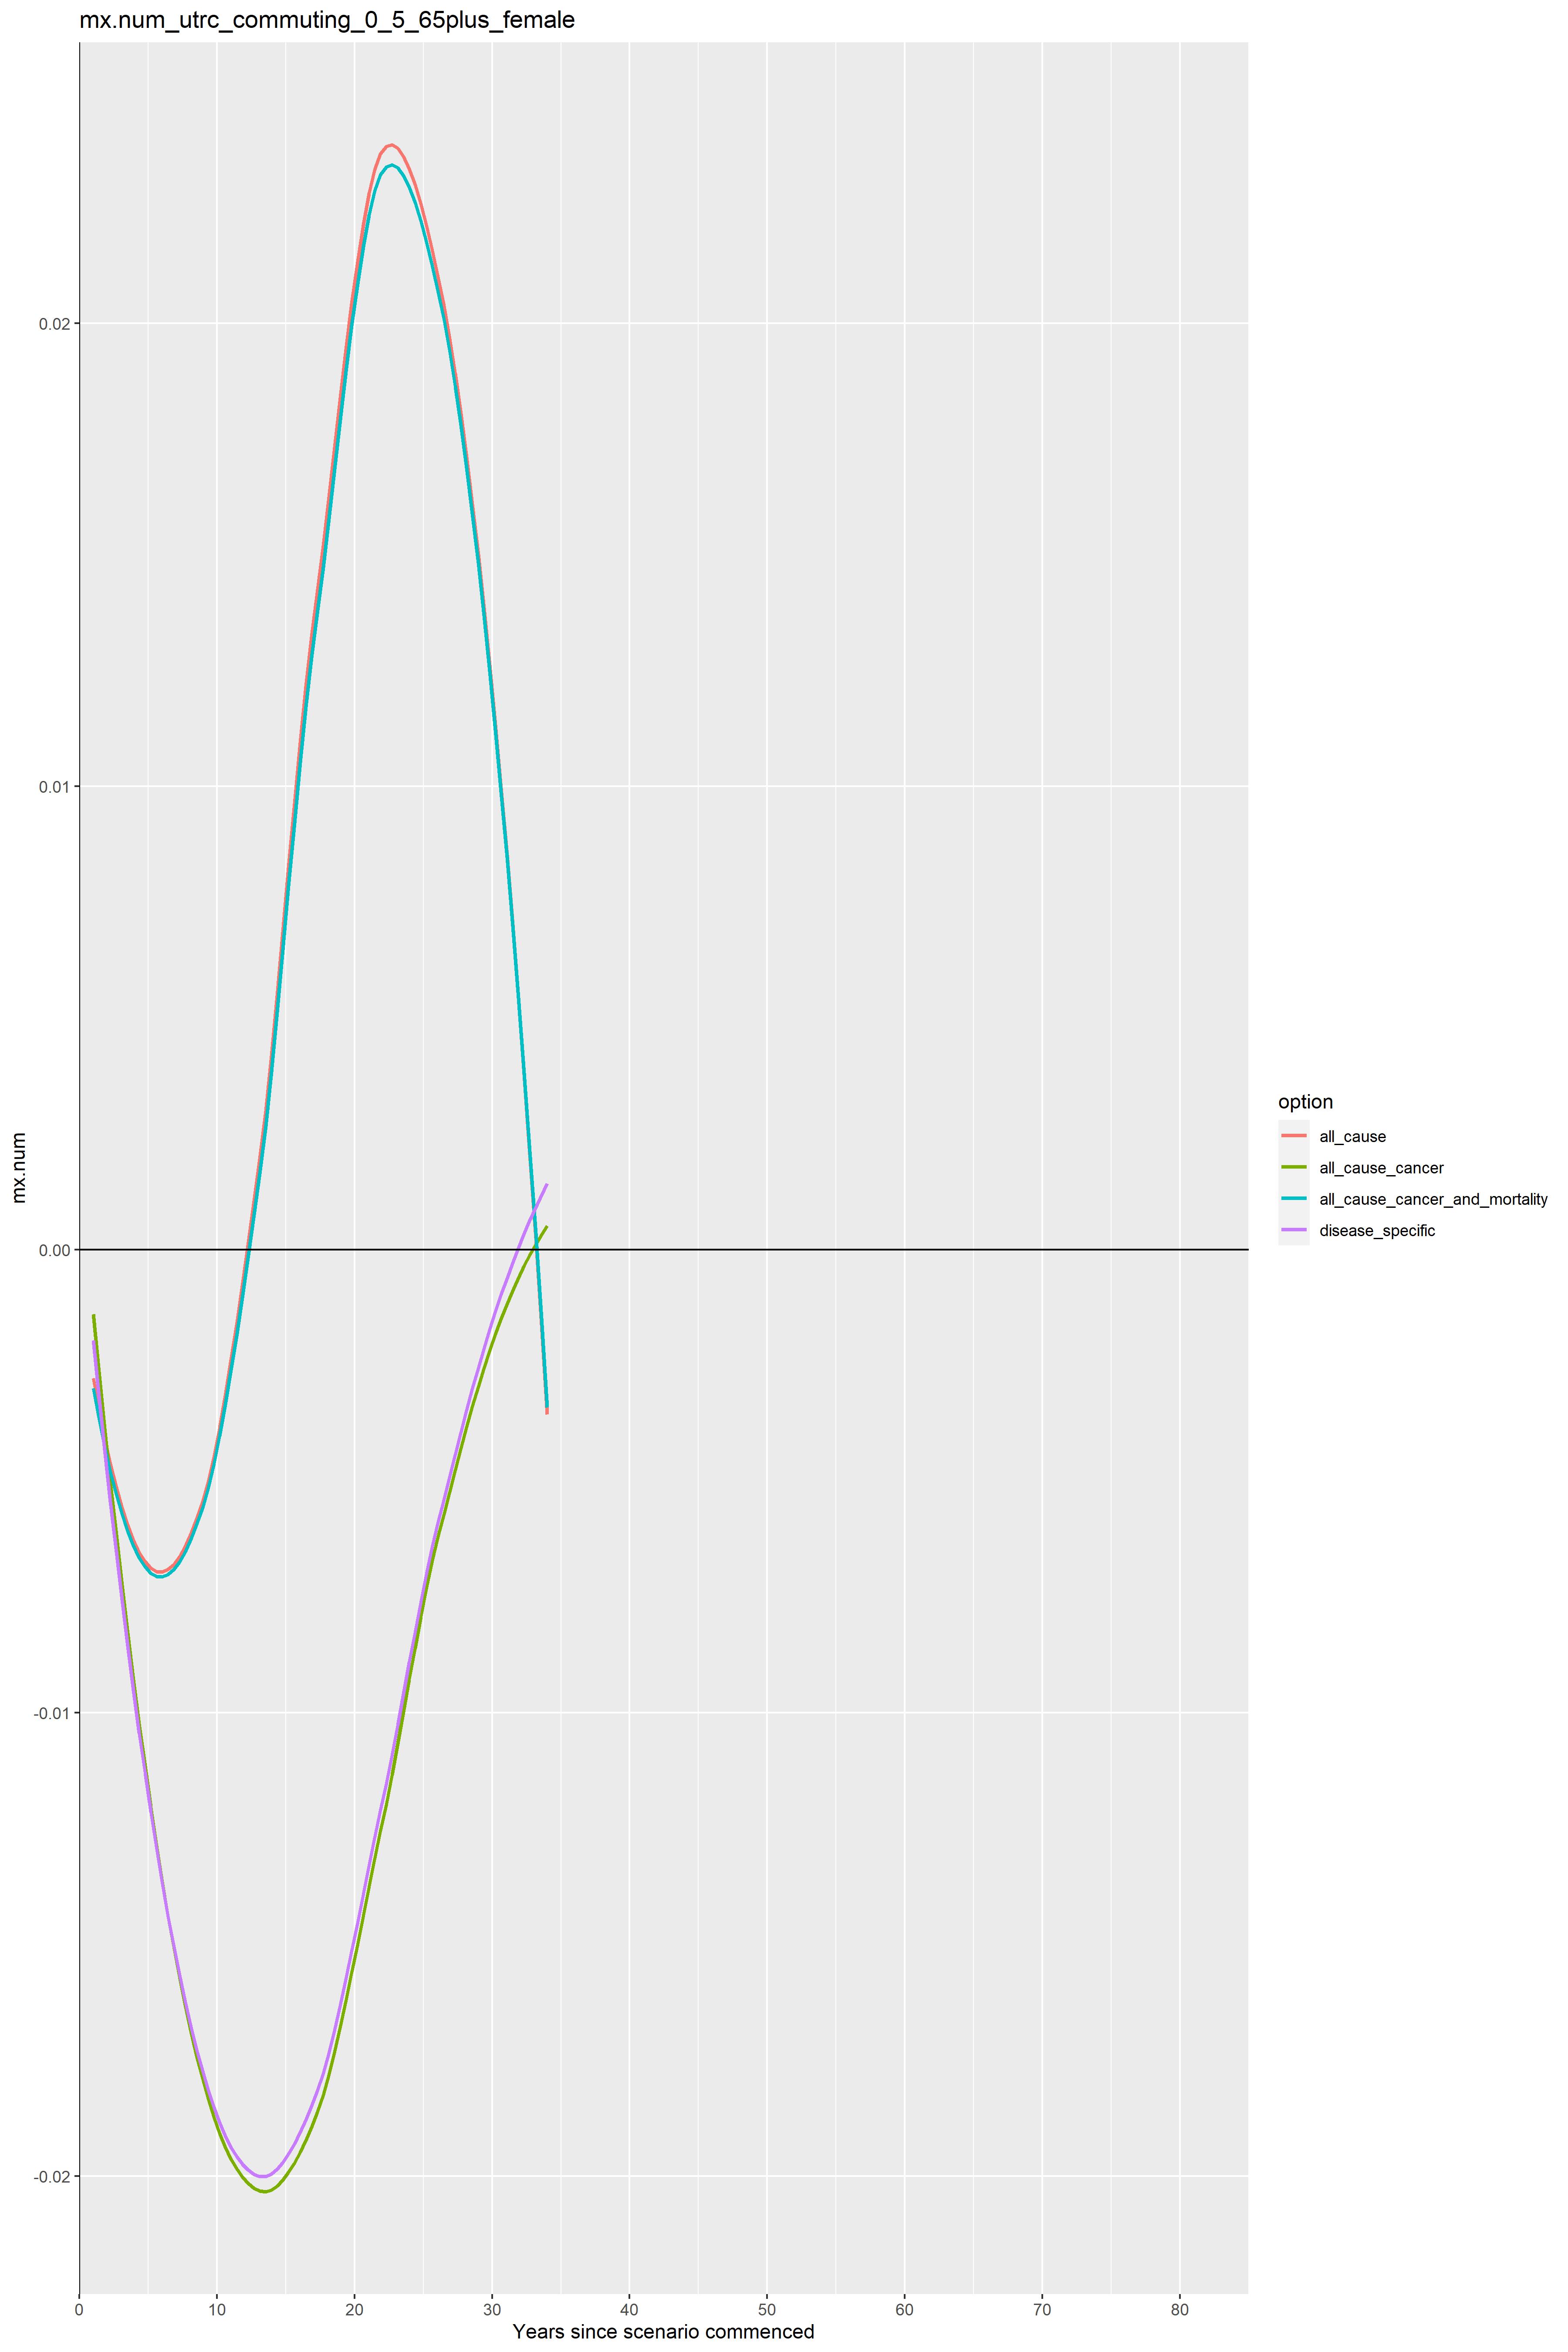 mx.num_utrc_commuting_0_5_65plus_female
mx.num
0.02
0.01
0.00
-0.01
-0.02
0 10 20 30 40 50 60 70 80
Years since scenario commenced
option
all_cause
all_cause_cancer
all_cause_cancer_and_mortality
disease_specific